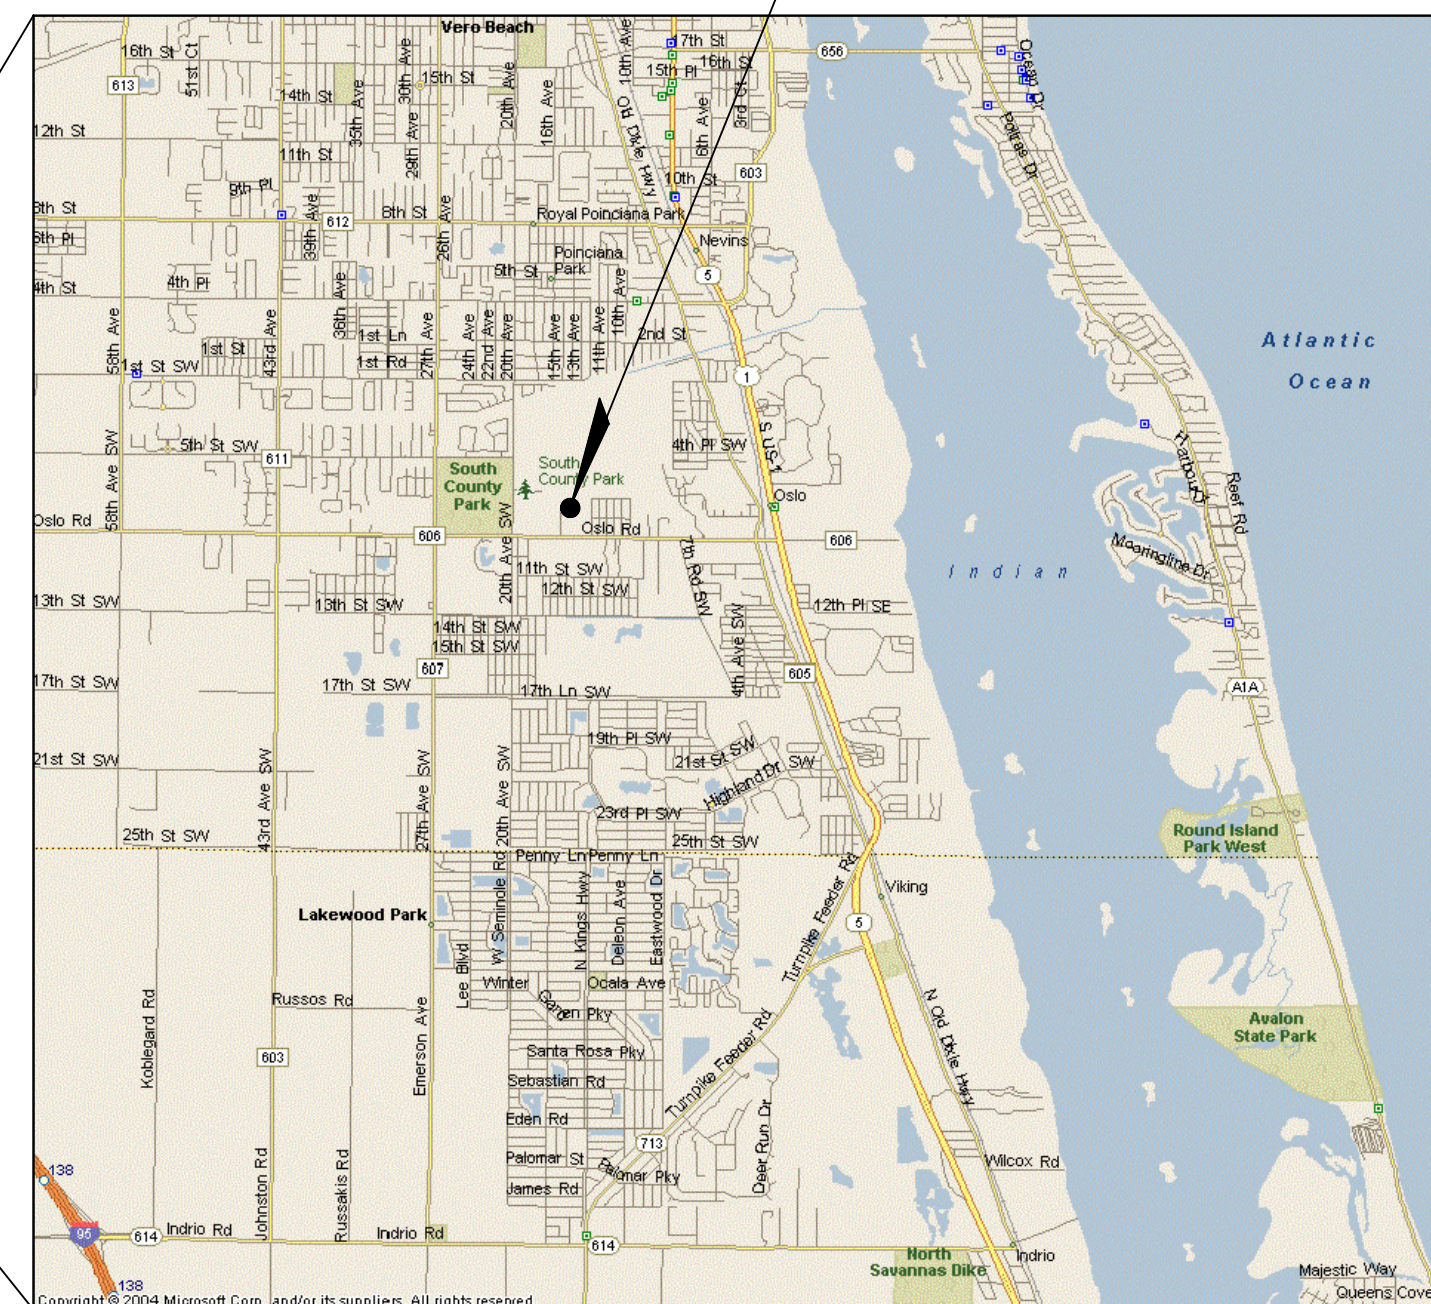 Vero Beach
16th St
51st Ct
30th Ave
15th St
20th Ave
10th Ave
17th St
16th St
15th Pl
656
Ocean Dr
613
14th St
35th Ave
16th Ave
Old Dixie Hwy
6th Ave
3rd Ct
Poitras Dr
12th St
11th St
29th Ave
9th Pl
10th St
603
8th St
39th Ave
612
8th St
26th Ave
Royal Poinciana Park
6th Pl
Nevins
Poinciana
Park
5th St
4th Pl
5
4th St
36th Ave
10th Ave
58th Ave
43rd Ave
1st Ln
27th Ave
24th Ave
22nd Ave
20th Ave
15th Ave
13th Ave
11th Ave
2nd St
Atlantic
Ocean
1st St
1st Rd
1st St SW
1
S US 1
5th St SW
4th Pl SW
Harbour Dr
Reef Rd
58th Ave SW
611
South
County
Park
South
County Park
Oslo
Oslo Rd
606
20th Ave SW
Oslo Rd
606
Mooringline Dr
Indian
11th St SW
12th St SW
7th Rd SW
13th St SW
13th St SW
12th Pl SE
14th St SW
15th St SW
4th Ave SW
607
605
17th St SW
17th St SW
17th Ln SW
A1A
19th Pl SW
21st St SW
43rd Ave SW
27th Ave SW
20th Ave SW
21st St SW
SW
Highland Dr
23rd Pl SW
25th St SW
25th St SW
Round Island
Park West
Penny Ln
Penny Ln
Viking
Lakewood Park
W Seminole Rd
N Kings Hwy
Deleon Ave
Eastwood Dr
Turnpike Feeder Rd
5
Lee Blvd
Winter
Garden Pky
Ocala Ave
Koblegard Rd
Russos Rd
Emerson Ave
N Old Dixie Hwy
Avalon
State Park
603
Santa Rosa Pky
Turnpike Feeder Rd
Sebastian Rd
Eden Rd
Deer Run Dr
713
Johnston Rd
Russakis Rd
Palomar St
Palomar Pky
James Rd
Wilcox Rd
138
95
614
Indrio Rd
Indrio Rd
614
Indrio
North
Savannas Dike
138
Majestic Way
Queens Cove
Copyright © 2004 Microsoft Corp. and/or its suppliers. All rights reserved.